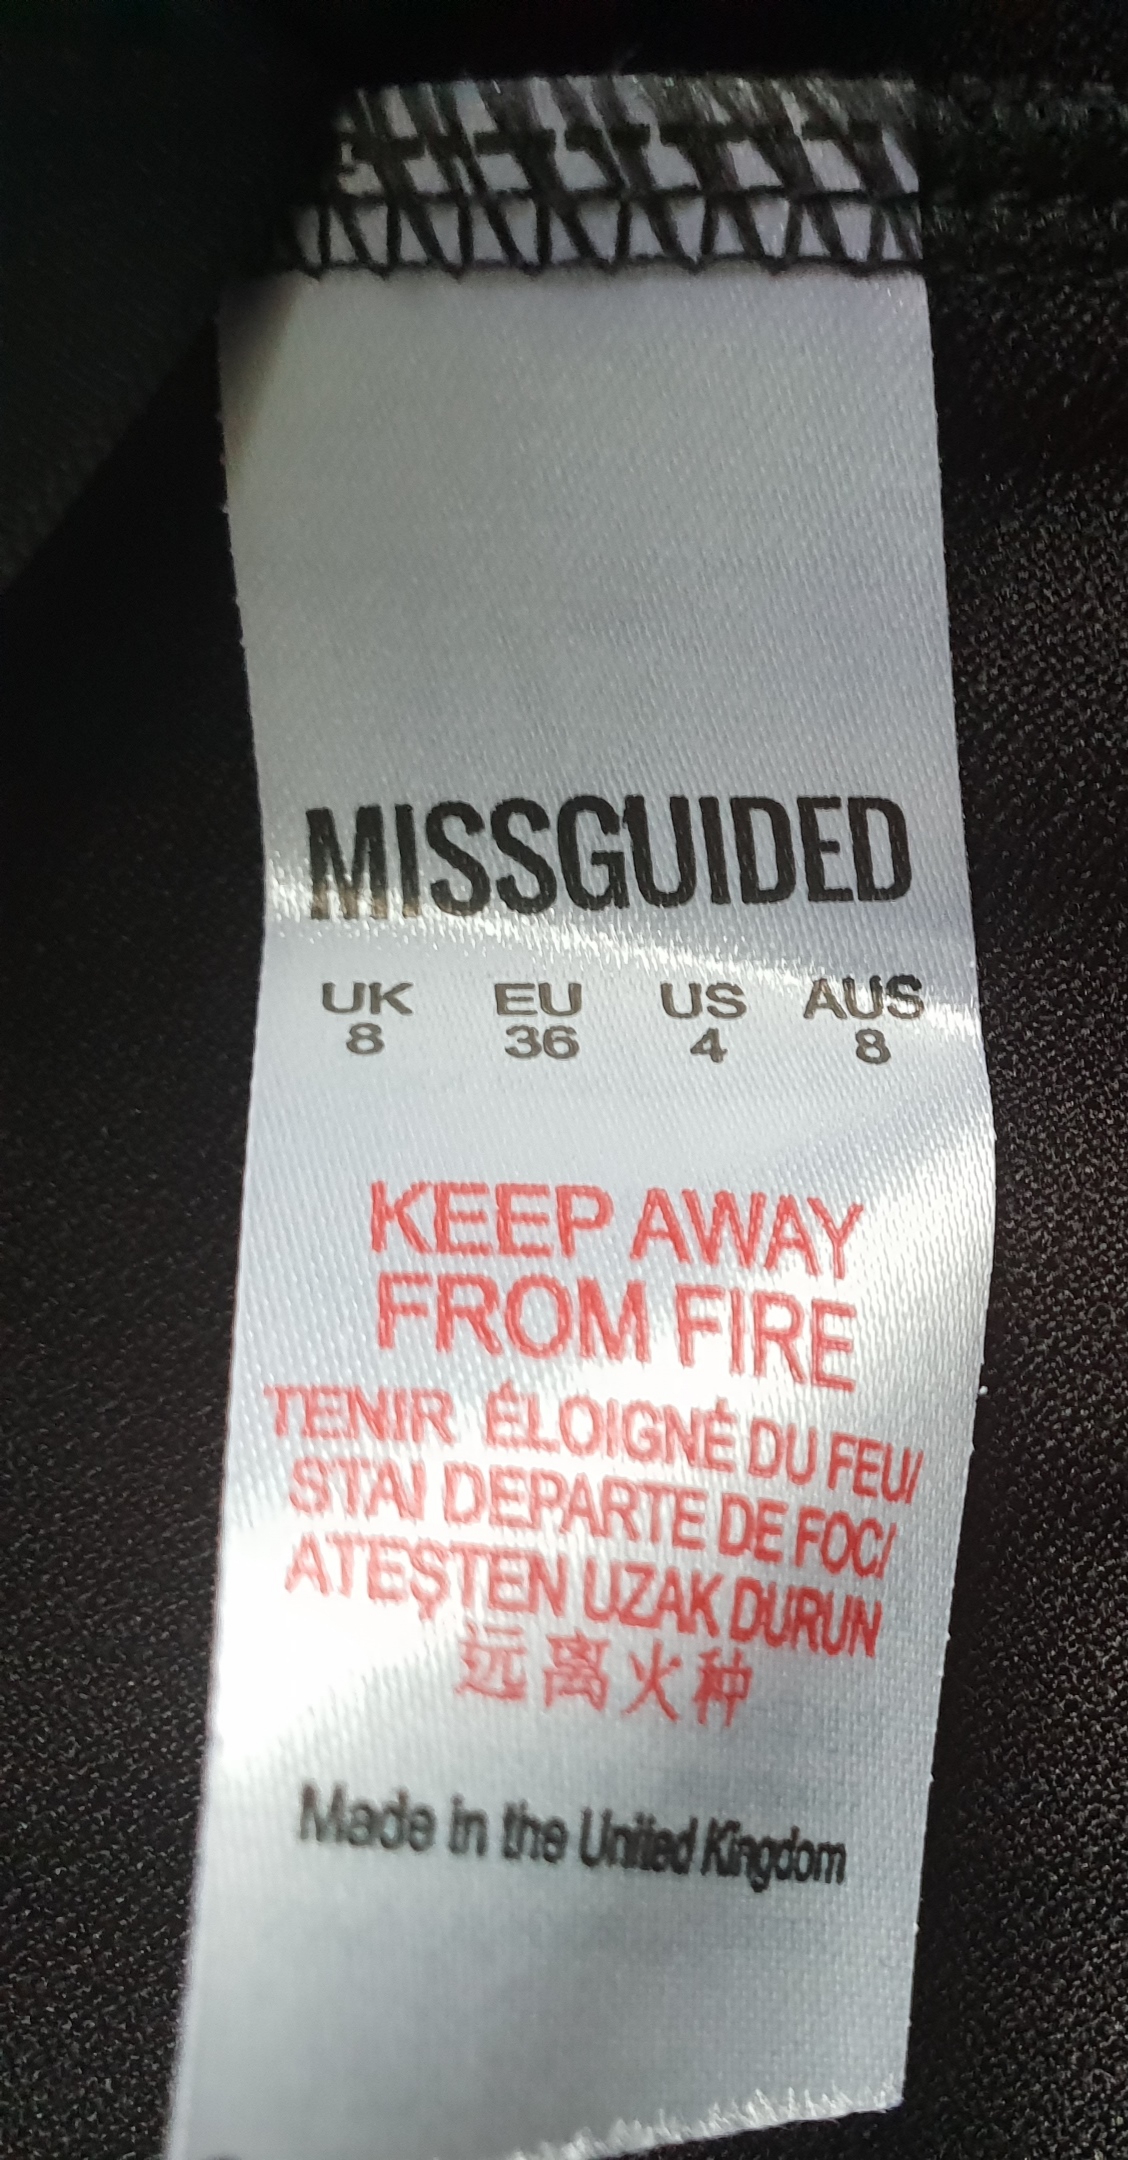 MISSGUIDED
UK EU US AUS
8 36 4 8
KEEP AWAY
FROM FIRE
TENIR ÉLOIGNÉ DU FEU/
STAI DEPARTE DE FOC/
ATEŞTEN UZAK DURUN
远离火种
Made in the United Kingdom